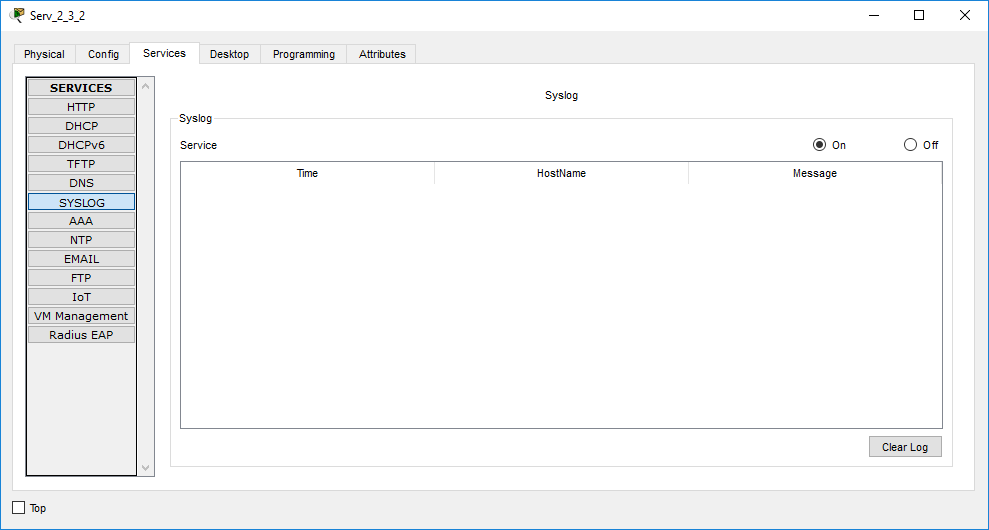 Serv_2_3_2
Physical Config Services Desktop Programming Attributes
SERVICES
HTTP
DHCP
DHCPv6
TFTP
DNS
SYSLOG
AAA
NTP
EMAIL
FTP
IoT
VM Management
Radius EAP
Syslog
Syslog
Service On Off
Time HostName Message
Clear Log
Top